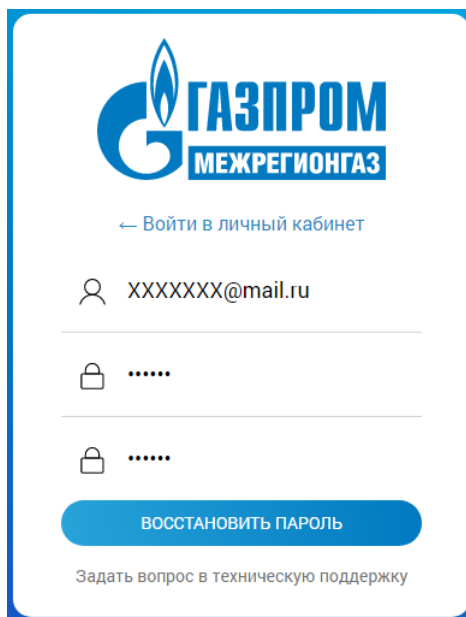 ГАЗПРОМ
МЕЖРЕГИОНГАЗ
← Войти в личный кабинет
XXXXXXX@mail.ru
••••••
••••••
ВОССТАНОВИТЬ ПАРОЛЬ
Задать вопрос в техническую поддержку